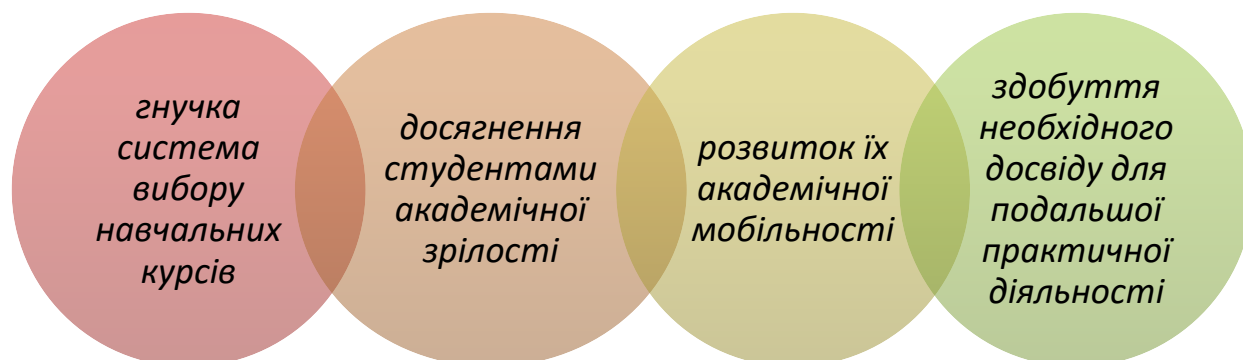 гнучка
система
вибору
навчальних
курсів
досягнення
студентами
академічної
зрілості
розвиток їх
академічної
мобільності
здобуття
необхідного
досвіду для
подальшої
практичної
діяльності